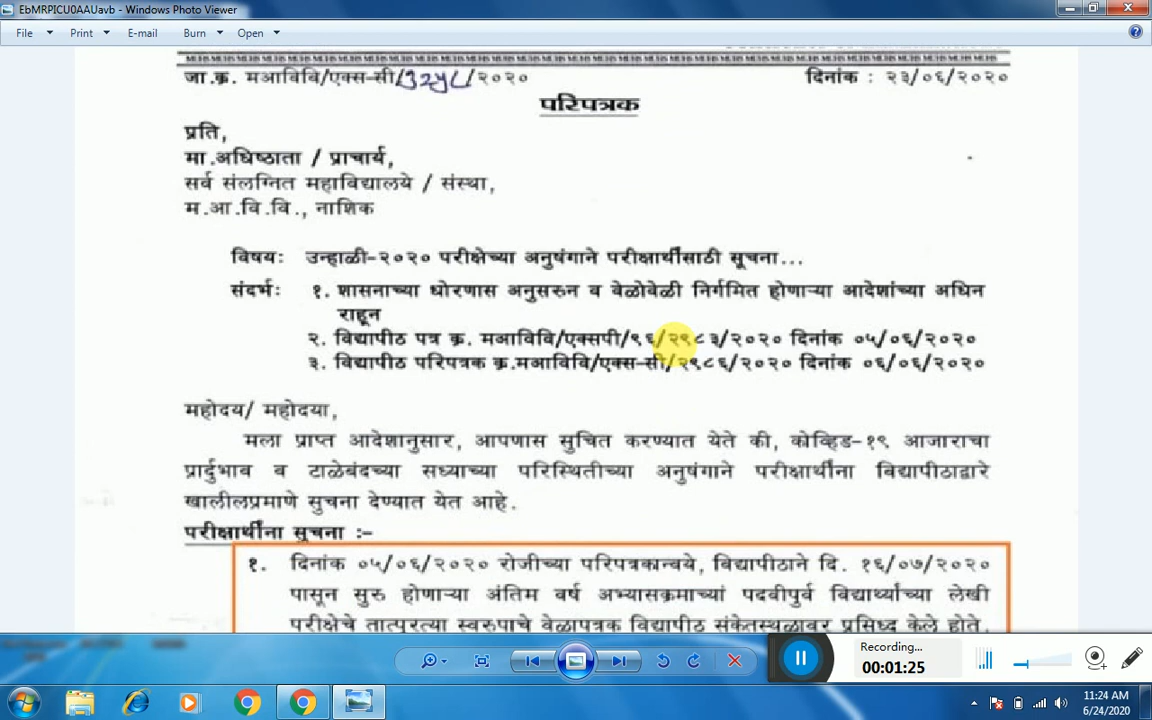 EbMRPICU0AAUavb - Windows Photo Viewer
File Print E-mail Burn Open
जा.क्र. मआविवि/एक्स-सी/३२५८/२०२० दिनांक : २३/०६/२०२०
परिपत्रक
प्रति,
मा.अधिष्ठाता / प्राचार्य,
सर्व संलग्नित महाविद्यालये / संस्था,
म.आ.वि.वि., नाशिक
विषय: उन्हाळी-२०२० परीक्षेच्या अनुषंगाने परीक्षार्थींसाठी सूचना...
संदर्भ: १. शासनाच्या धोरणास अनुसरुन व वेळोवेळी निर्गमित होणाऱ्या आदेशांच्या अधिन
राहून
२. विद्यापीठ पत्र क्र. मआविवि/एक्सपी/९६/२९८३/२०२० दिनांक ०५/०६/२०२०
३. विद्यापीठ परिपत्रक क्र.मआविवि/एक्स-सी/२९८६/२०२० दिनांक ०६/०६/२०२०
महोदय/ महोदया,
मला प्राप्त आदेशानुसार, आपणास सुचित करण्यात येते की, कोव्हिड-१९ आजाराचा
प्रार्दुभाव व टाळेबंदच्या सध्याच्या परिस्थितीच्या अनुषंगाने परीक्षार्थींना विद्यापीठाद्वारे
खालीलप्रमाणे सुचना देण्यात येत आहे.
परीक्षार्थींना सूचना :-
१. दिनांक ०५/०६/२०२० रोजीच्या परिपत्रकान्वये, विद्यापीठाने दि. १६/०७/२०२०
पासून सुरु होणाऱ्या अंतिम वर्ष अभ्यासक्रमाच्यां पदवीपुर्व विद्यार्थ्यांच्या लेखी
परीक्षेचे तात्पुरत्या स्वरुपाचे वेळापत्रक विद्यापीठ संकेतस्थळावर प्रसिध्द केले होते.
Recording...
00:01:25
11:24 AM
6/24/2020